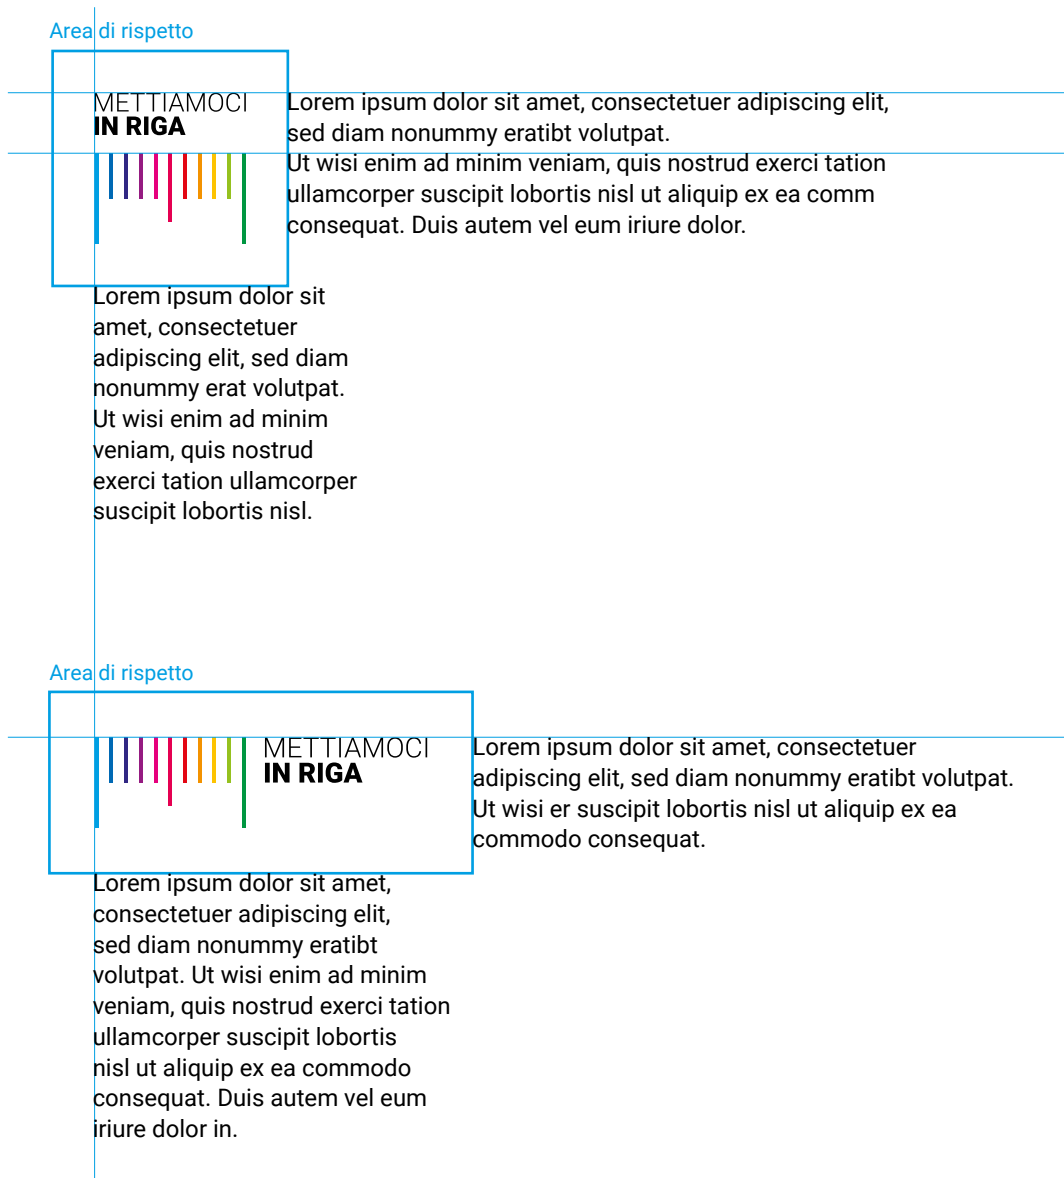 Area di rispetto
METTIAMOCI
IN RIGA
Lorem ipsum dolor sit amet, consectetuer adipiscing elit,
sed diam nonummy eratibt volutpat.
Ut wisi enim ad minim veniam, quis nostrud exerci tation
ullamcorper suscipit lobortis nisl ut aliquip ex ea comm
consequat. Duis autem vel eum iriure dolor.
Lorem ipsum dolor sit
amet, consectetuer
adipiscing elit, sed diam
nonummy erat volutpat.
Ut wisi enim ad minim
veniam, quis nostrud
exerci tation ullamcorper
suscipit lobortis nisl.
Area di rispetto
METTIAMOCI
IN RIGA
Lorem ipsum dolor sit amet, consectetuer
adipiscing elit, sed diam nonummy eratibt volutpat.
Ut wisi er suscipit lobortis nisl ut aliquip ex ea
commodo consequat.
Lorem ipsum dolor sit amet,
consectetuer adipiscing elit,
sed diam nonummy eratibt
volutpat. Ut wisi enim ad minim
veniam, quis nostrud exerci tation
ullamcorper suscipit lobortis
nisl ut aliquip ex ea commodo
consequat. Duis autem vel eum
iriure dolor in.